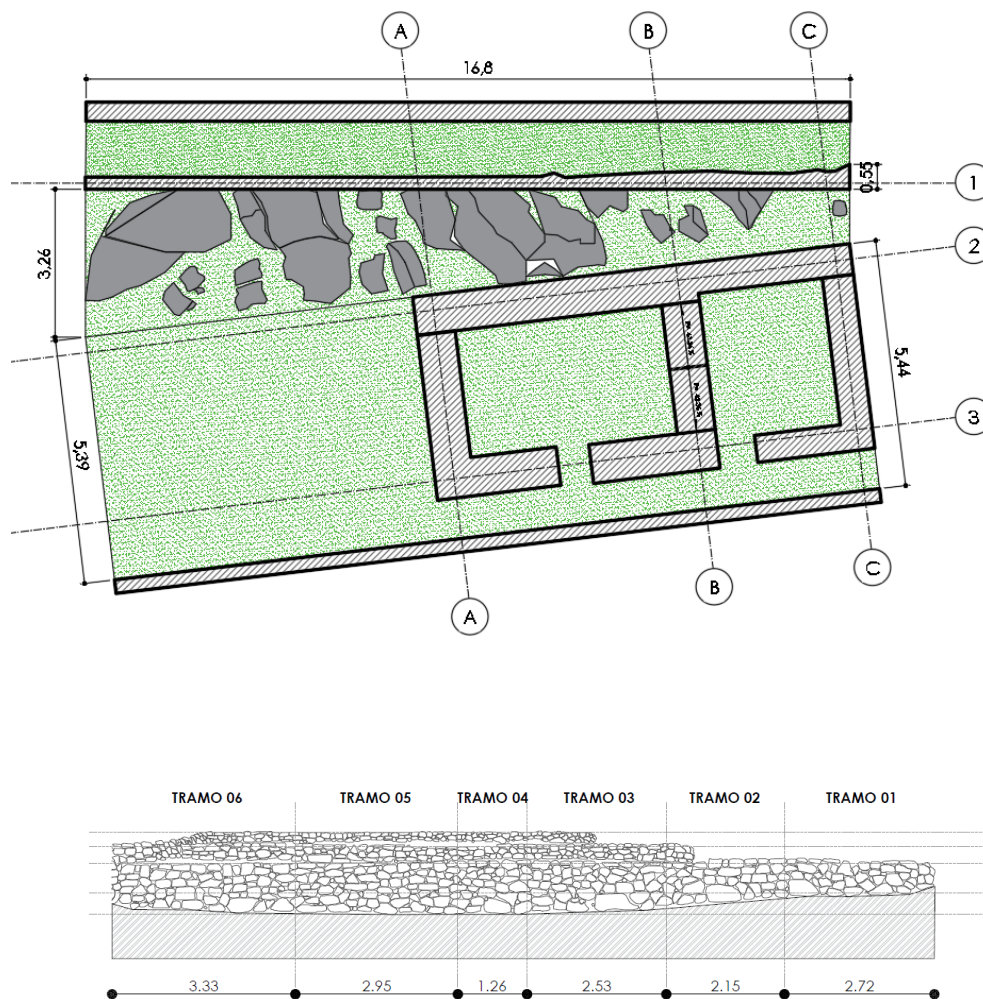 A
B
C
16,8
0,55
1
2
3,26
5,44
5,39
3
A
B
C
TRAMO 06
TRAMO 05
TRAMO 04
TRAMO 03
TRAMO 02
TRAMO 01
3.33
2.95
1.26
2.53
2.15
2.72